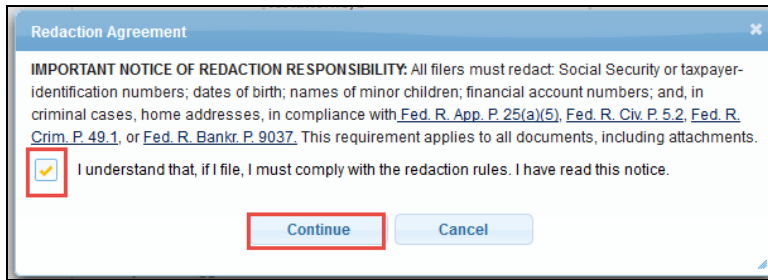 Redaction Agreement
IMPORTANT NOTICE OF REDACTION RESPONSIBILITY: All filers must redact: Social Security or taxpayer-
identification numbers; dates of birth; names of minor children; financial account numbers; and, in
criminal cases, home addresses, in compliance with Fed. R. App. P. 25(a)(5), Fed. R. Civ. P. 5.2, Fed. R.
Crim. P. 49.1, or Fed. R. Bankr. P. 9037. This requirement applies to all documents, including attachments.
I understand that, if I file, I must comply with the redaction rules. I have read this notice.
Continue Cancel